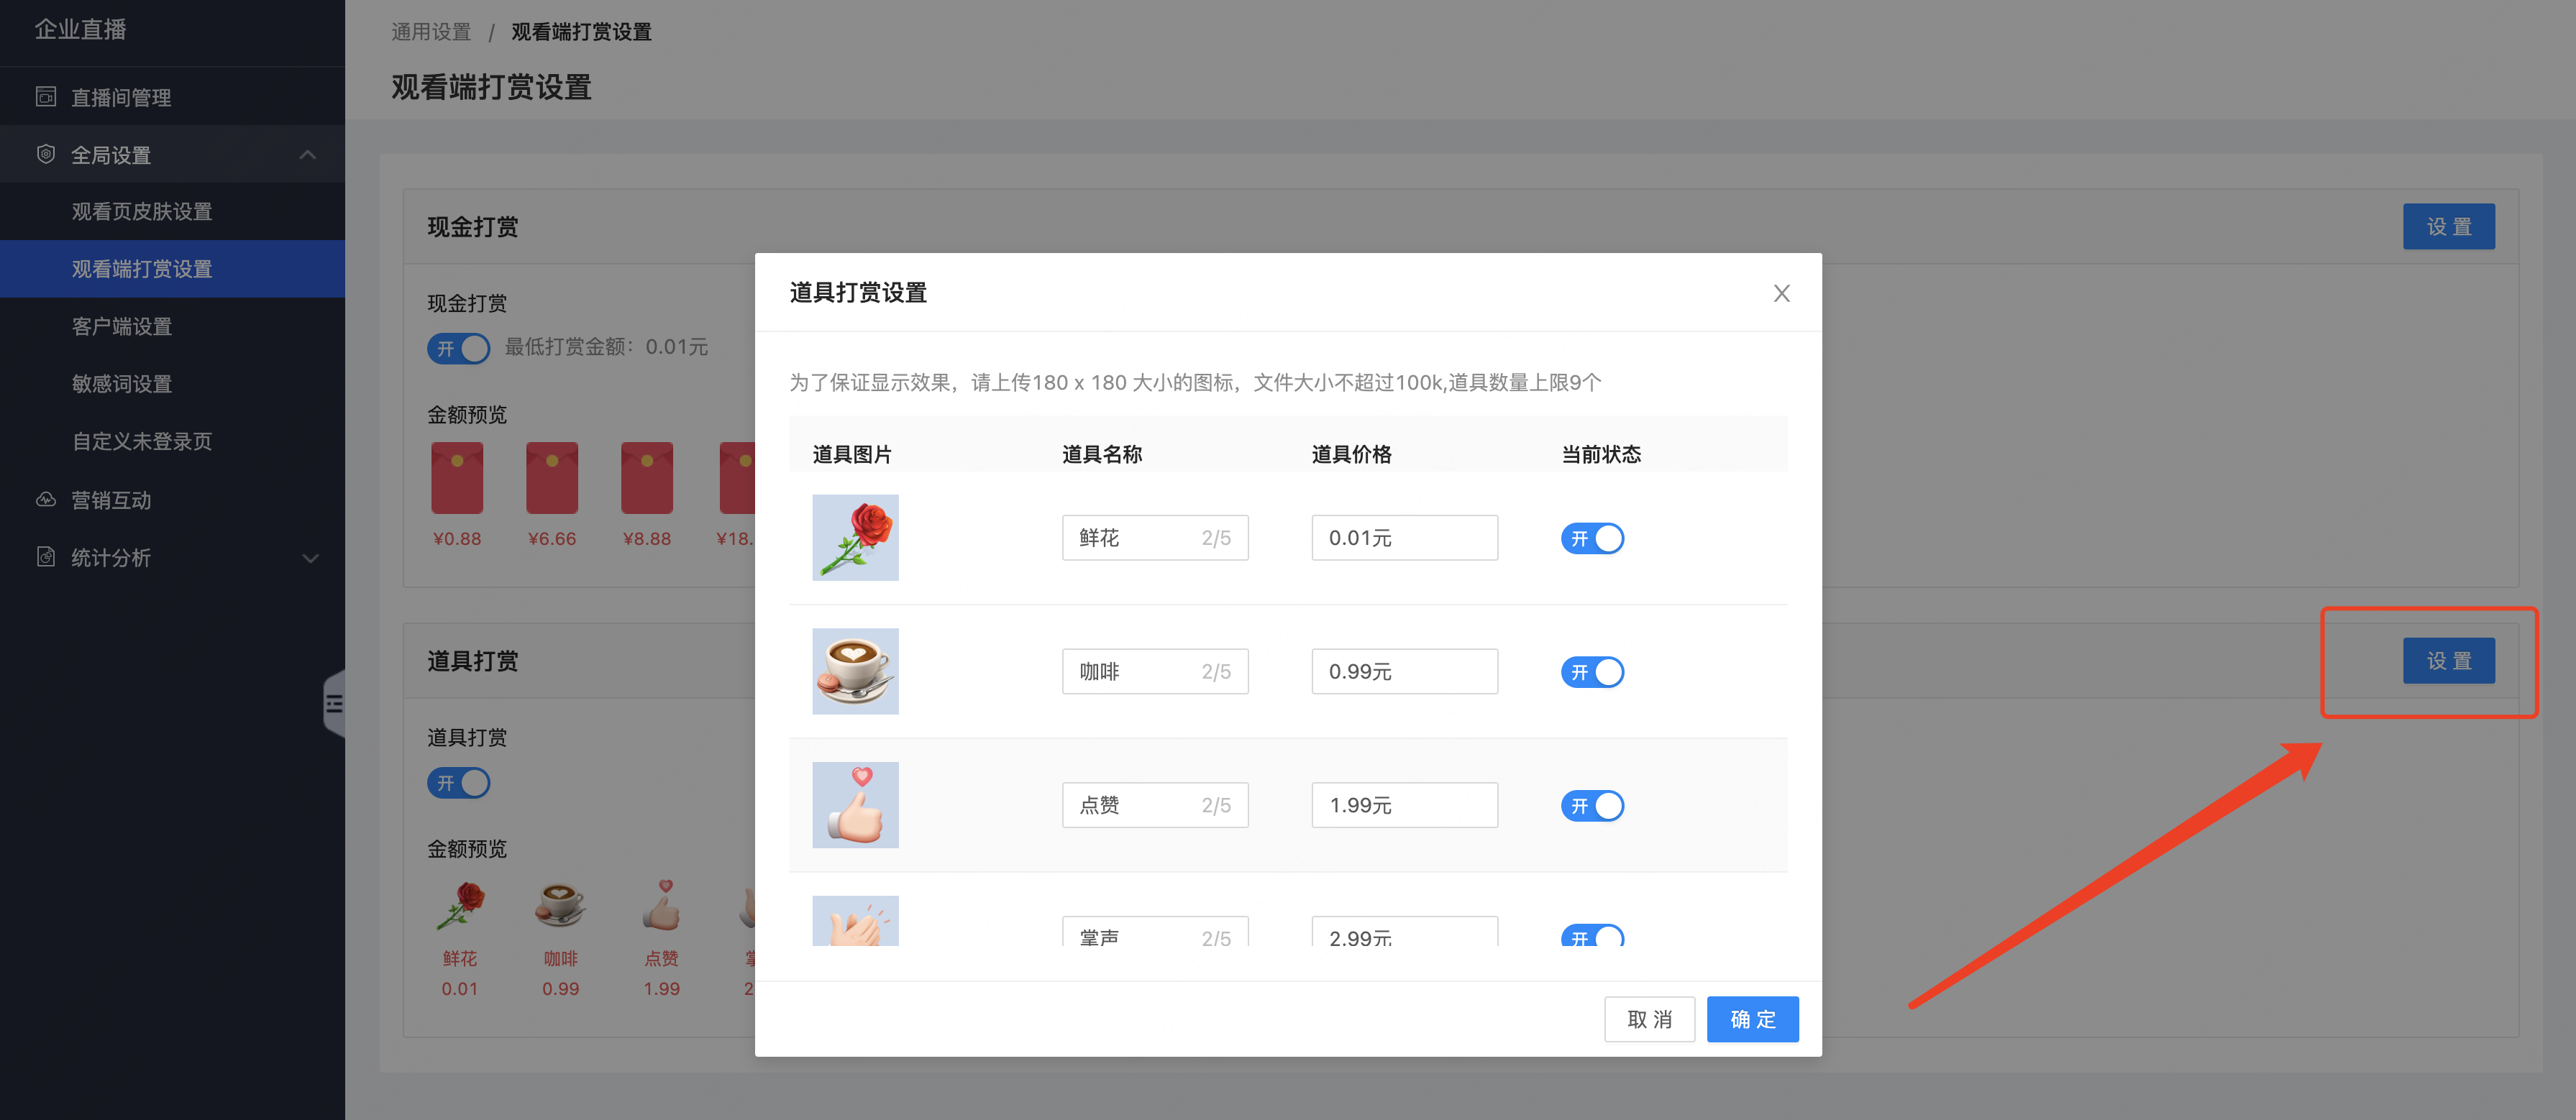 企业直播
直播间管理
全局设置
观看页皮肤设置
观看端打赏设置
客户端设置
敏感词设置
自定义未登录页
营销互动
统计分析
通用设置 / 观看端打赏设置
观看端打赏设置
现金打赏
设 置
现金打赏
开 最低打赏金额：0.01元
金额预览
¥0.88 ¥6.66 ¥8.88 ¥18.
道具打赏
设 置
道具打赏
开
金额预览
鲜花 咖啡 点赞
0.01 0.99 1.99 2
道具打赏设置
为了保证显示效果，请上传180 x 180 大小的图标，文件大小不超过100k,道具数量上限9个
道具图片 道具名称 道具价格 当前状态
鲜花 2/5 0.01元 开
咖啡 2/5 0.99元 开
点赞 2/5 1.99元 开
掌声 2/5 2.99元 开
取 消 确 定